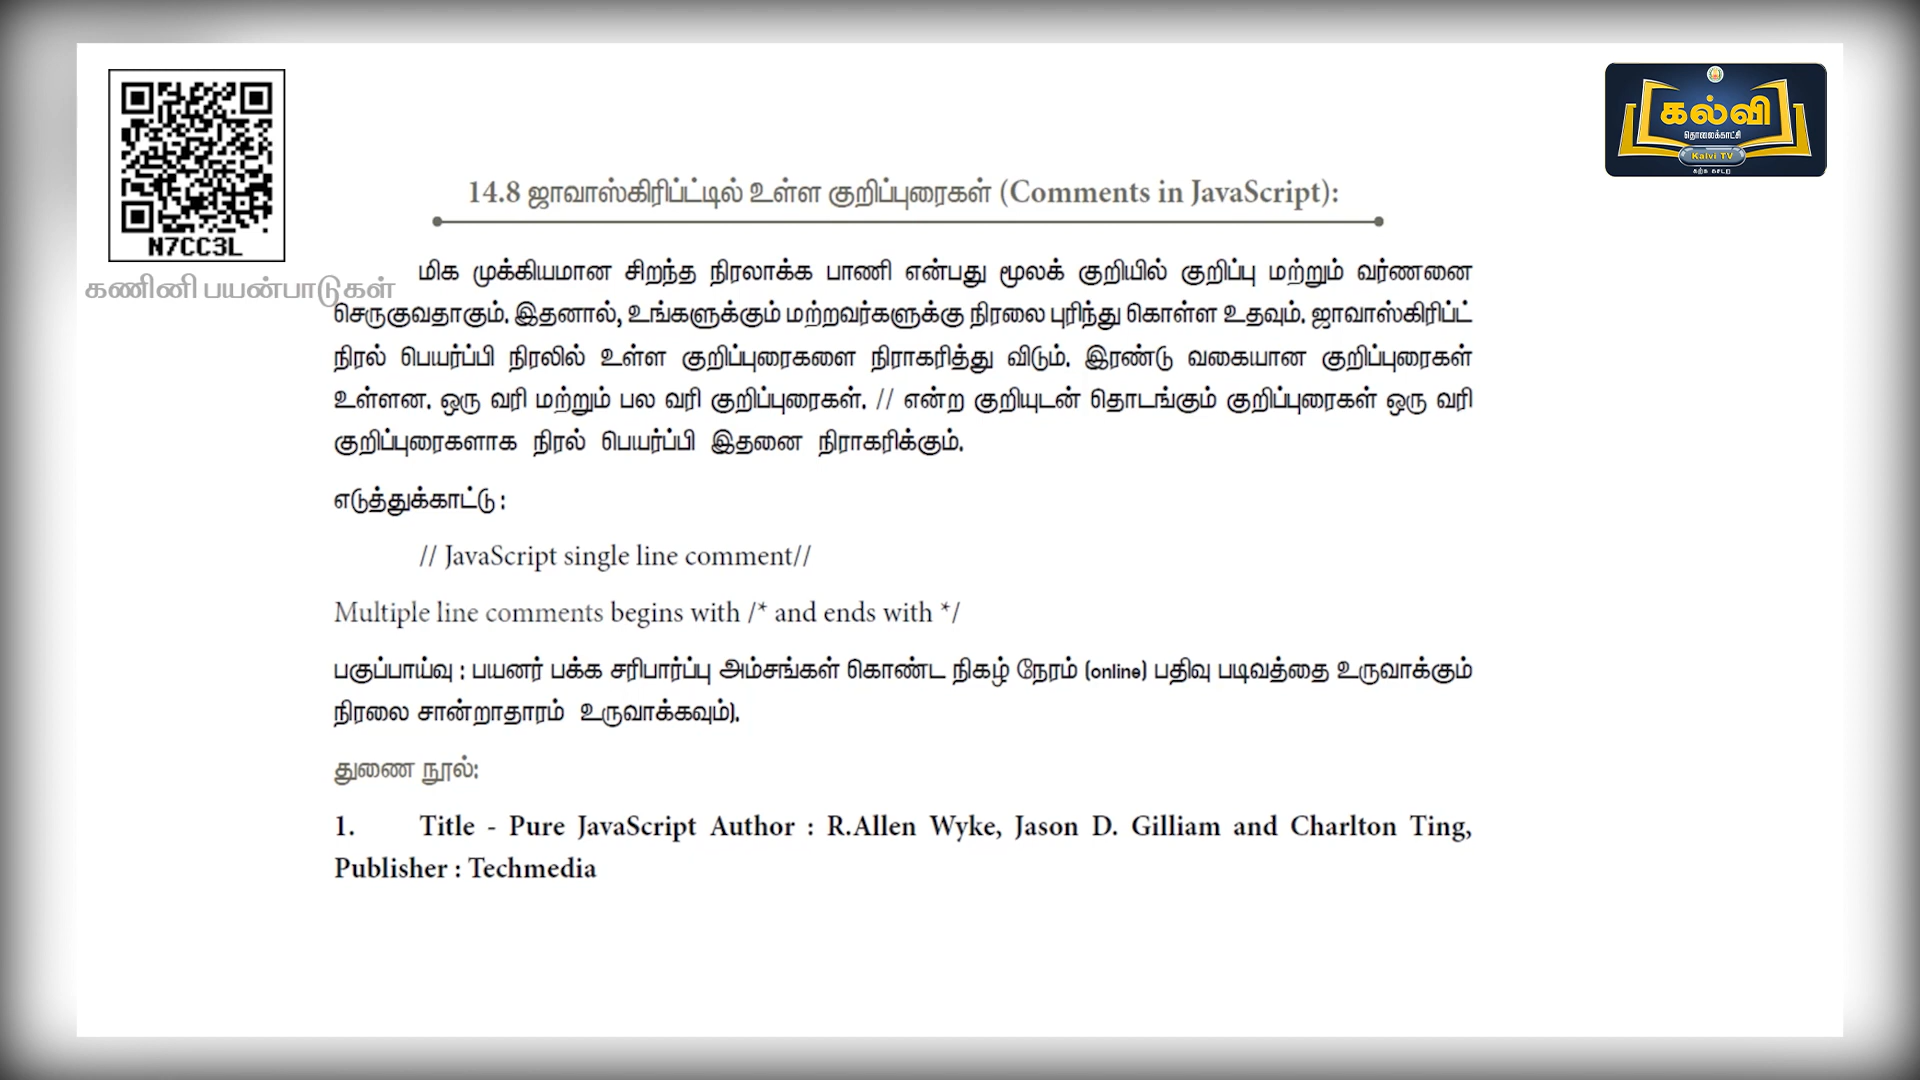 N7CC3L
கணினி பயன்பாடுகள்
கல்வி
தொலைக்காட்சி
Kalvi TV
கற்க கசடற
14.8 ஜாவாஸ்கிரிப்ட்டில் உள்ள குறிப்புரைகள் (Comments in JavaScript):
மிக முக்கியமான சிறந்த நிரலாக்க பாணி என்பது மூலக் குறியில் குறிப்பு மற்றும் வர்ணனை
செருகுவதாகும். இதனால், உங்களுக்கும் மற்றவர்களுக்கு நிரலை புரிந்து கொள்ள உதவும். ஜாவாஸ்கிரிப்ட்
நிரல் பெயர்ப்பி நிரலில் உள்ள குறிப்புரைகளை நிராகரித்து விடும். இரண்டு வகையான குறிப்புரைகள்
உள்ளன. ஒரு வரி மற்றும் பல வரி குறிப்புரைகள். // என்ற குறியுடன் தொடங்கும் குறிப்புரைகள் ஒரு வரி
குறிப்புரைகளாக நிரல் பெயர்ப்பி இதனை நிராகரிக்கும்.
எடுத்துக்காட்டு :
// JavaScript single line comment//
Multiple line comments begins with /* and ends with */
பகுப்பாய்வு : பயனர் பக்க சரிபார்ப்பு அம்சங்கள் கொண்ட நிகழ் நேரம் (online) பதிவு படிவத்தை உருவாக்கும்
நிரலை சான்றாதாரம் உருவாக்கவும்).
துணை நூல்:
1. Title - Pure JavaScript Author : R.Allen Wyke, Jason D. Gilliam and Charlton Ting,
Publisher : Techmedia